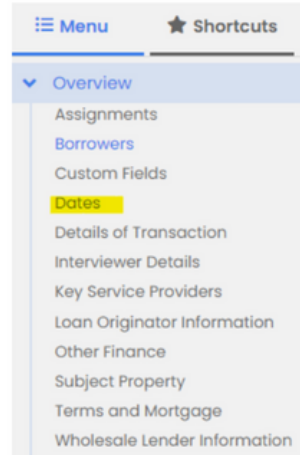 Menu Shortcuts
Overview
Assignments
Borrowers
Custom Fields
Dates
Details of Transaction
Interviewer Details
Key Service Providers
Loan Originator Information
Other Finance
Subject Property
Terms and Mortgage
Wholesale Lender Information